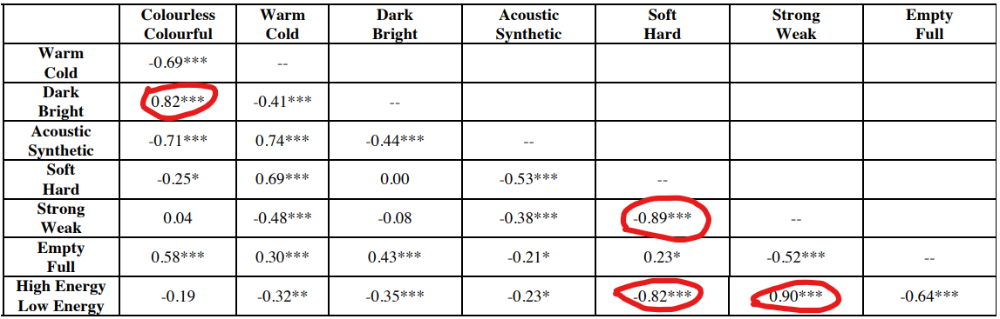 Colourless Colourful Warm Cold Dark Bright Acoustic Synthetic Soft Hard Strong Weak Empty Full
Warm Cold -0.69*** --
Dark Bright 0.82*** -0.41*** --
Acoustic Synthetic -0.71*** 0.74*** -0.44*** --
Soft Hard -0.25* 0.69*** 0.00 -0.53*** --
Strong Weak 0.04 -0.48*** -0.08 -0.38*** -0.89*** --
Empty Full 0.58*** 0.30*** 0.43*** -0.21* 0.23* -0.52*** --
High Energy Low Energy -0.19 -0.32** -0.35*** -0.23* -0.82*** 0.90*** -0.64***